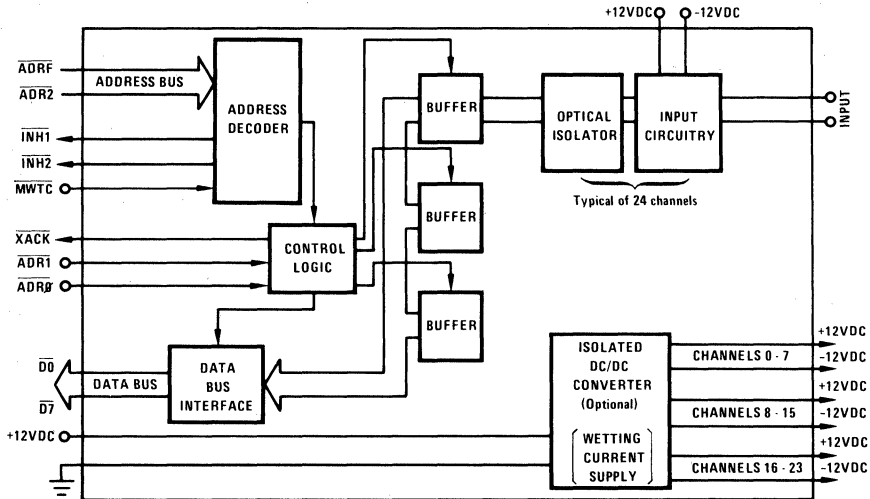 +12VDC -12VDC
ADRF
ADDRESS BUS
ADR2
ADDRESS
DECODER
INH1
INH2
MWTC
BUFFER
OPTICAL
ISOLATOR
INPUT
CIRCUITRY
INPUT
Typical of 24 channels
BUFFER
XACK
ADR1
ADR0
CONTROL
LOGIC
BUFFER
D0
DATA BUS
D7
DATA
BUS
INTERFACE
+12VDC
ISOLATED
DC/DC
CONVERTER
(Optional)
WETTING
CURRENT
SUPPLY
+12VDC
CHANNELS 0 - 7
-12VDC
+12VDC
CHANNELS 8 - 15
-12VDC
+12VDC
CHANNELS 16 - 23
-12VDC